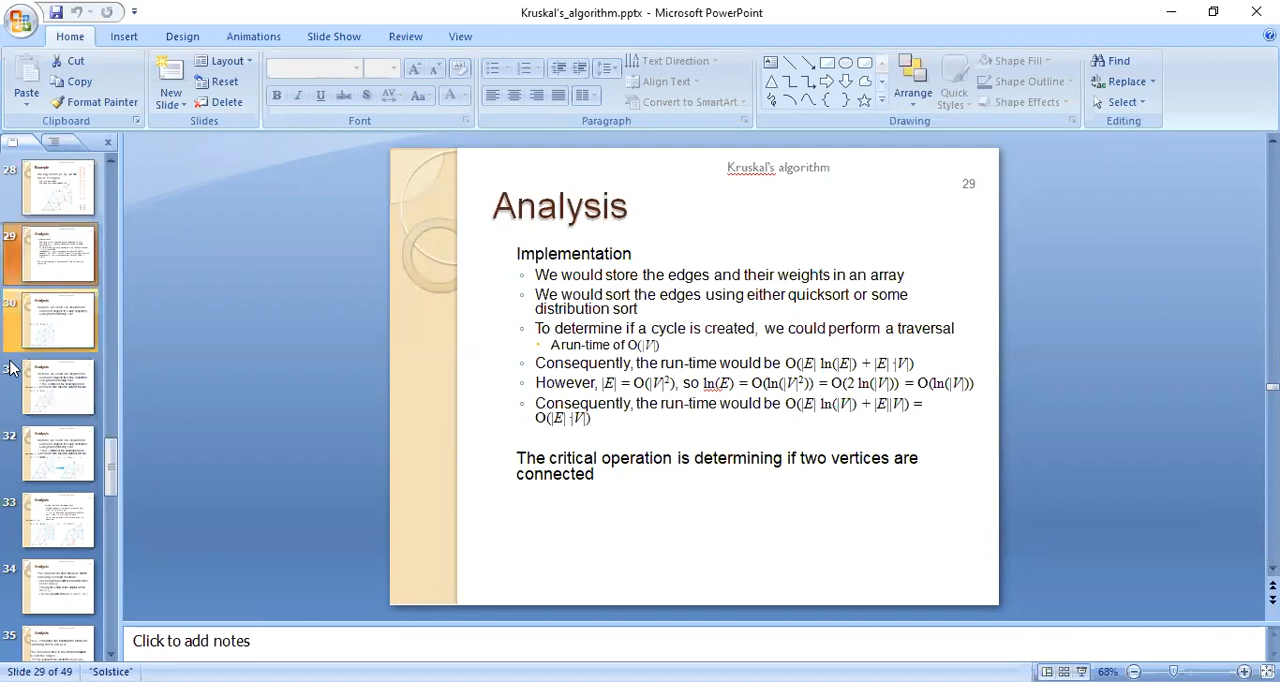 Kruskal's_algorithm.pptx - Microsoft PowerPoint
Home Insert Design Animations Slide Show Review View
Cut
Copy
Format Painter
Paste
Clipboard
New Slide
Layout
Reset
Delete
Slides
Font
Text Direction
Align Text
Convert to SmartArt
Paragraph
Arrange
Quick Styles
Shape Fill
Shape Outline
Shape Effects
Drawing
Find
Replace
Select
Editing
28
29
30
32
33
34
35
Kruskal's algorithm
29
Analysis
Implementation
We would store the edges and their weights in an array
We would sort the edges using either quicksort or some
distribution sort
To determine if a cycle is created, we could perform a traversal
A run-time of O(|V|)
Consequently, the run-time would be O(|E| ln(|E|) + |E|·|V|)
However, |E| = O(|V|²), so ln(E) = O(ln(|V|²)) = O(2 ln(|V|)) = O(ln(|V|))
Consequently, the run-time would be O(|E| ln(|V|) + |E||V|) =
O(|E|·|V|)
The critical operation is determining if two vertices are
connected
Click to add notes
Slide 29 of 49 "Solstice" 68%